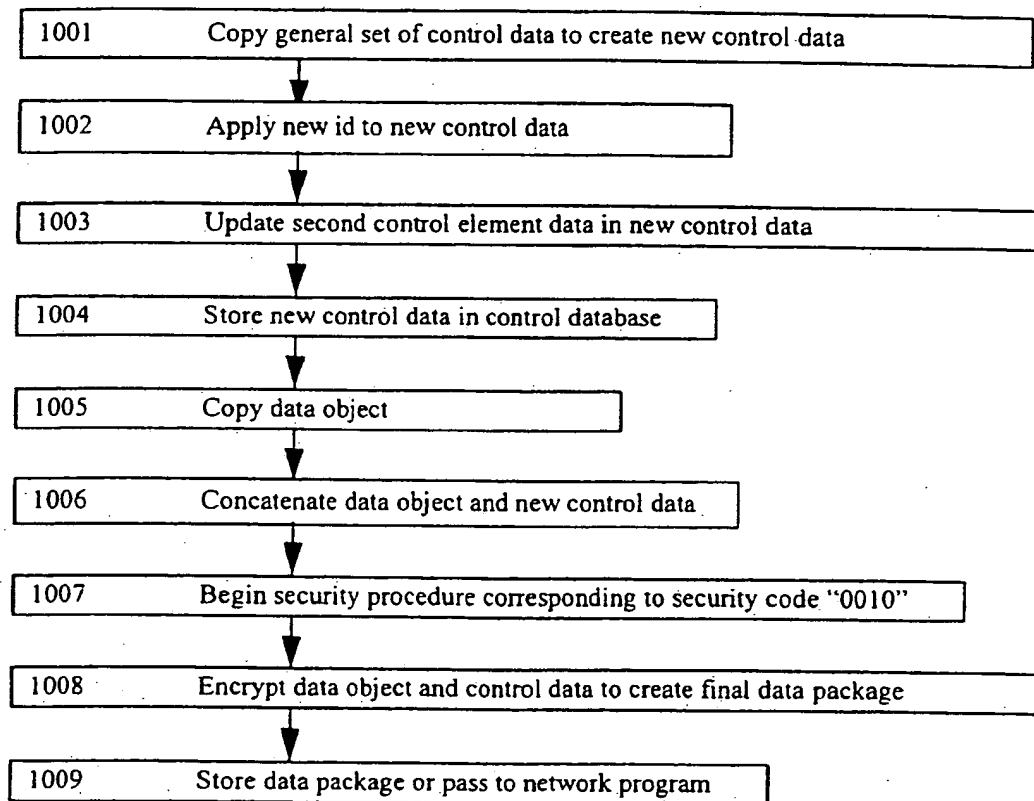 1001 Copy general set of control data to create new control data
1002 Apply new id to new control data
1003 Update second control element data in new control data
1004 Store new control data in control database
1005 Copy data object
1006 Concatenate data object and new control data
1007 Begin security procedure corresponding to security code “0010”
1008 Encrypt data object and control data to create final data package
1009 Store data package or pass to network program